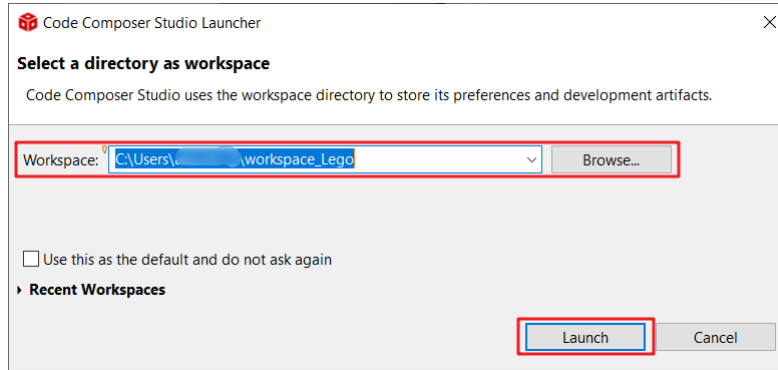 Code Composer Studio Launcher
Select a directory as workspace
Code Composer Studio uses the workspace directory to store its preferences and development artifacts.
Workspace: C:\Users\ \workspace_Lego Browse...
Use this as the default and do not ask again
Recent Workspaces
Launch Cancel